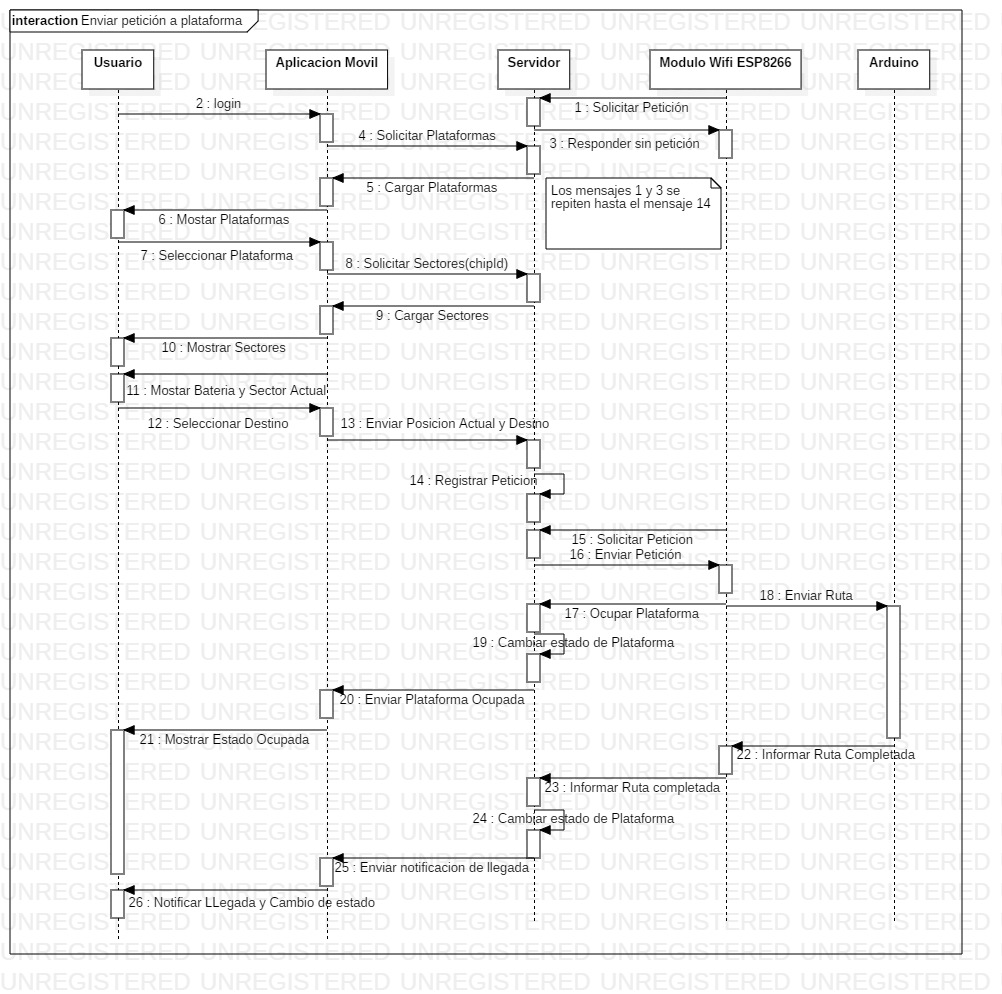 interaction Enviar petición a plataforma
Usuario
Aplicacion Movil
Servidor
Modulo Wifi ESP8266
Arduino
1 : Solicitar Petición
2 : login
3 : Responder sin petición
4 : Solicitar Plataformas
5 : Cargar Plataformas
Los mensajes 1 y 3 se
repiten hasta el mensaje 14
6 : Mostar Plataformas
7 : Seleccionar Plataforma
8 : Solicitar Sectores(chipId)
9 : Cargar Sectores
10 : Mostrar Sectores
11 : Mostar Bateria y Sector Actual
12 : Seleccionar Destino
13 : Enviar Posicion Actual y Desino
14 : Registrar Peticion
15 : Solicitar Peticion
16 : Enviar Petición
18 : Enviar Ruta
17 : Ocupar Plataforma
19 : Cambiar estado de Plataforma
20 : Enviar Plataforma Ocupada
21 : Mostrar Estado Ocupada
22 : Informar Ruta Completada
23 : Informar Ruta completada
24 : Cambiar estado de Plataforma
25 : Enviar notificacion de llegada
26 : Notificar LLegada y Cambio de estado
UNREGISTERED